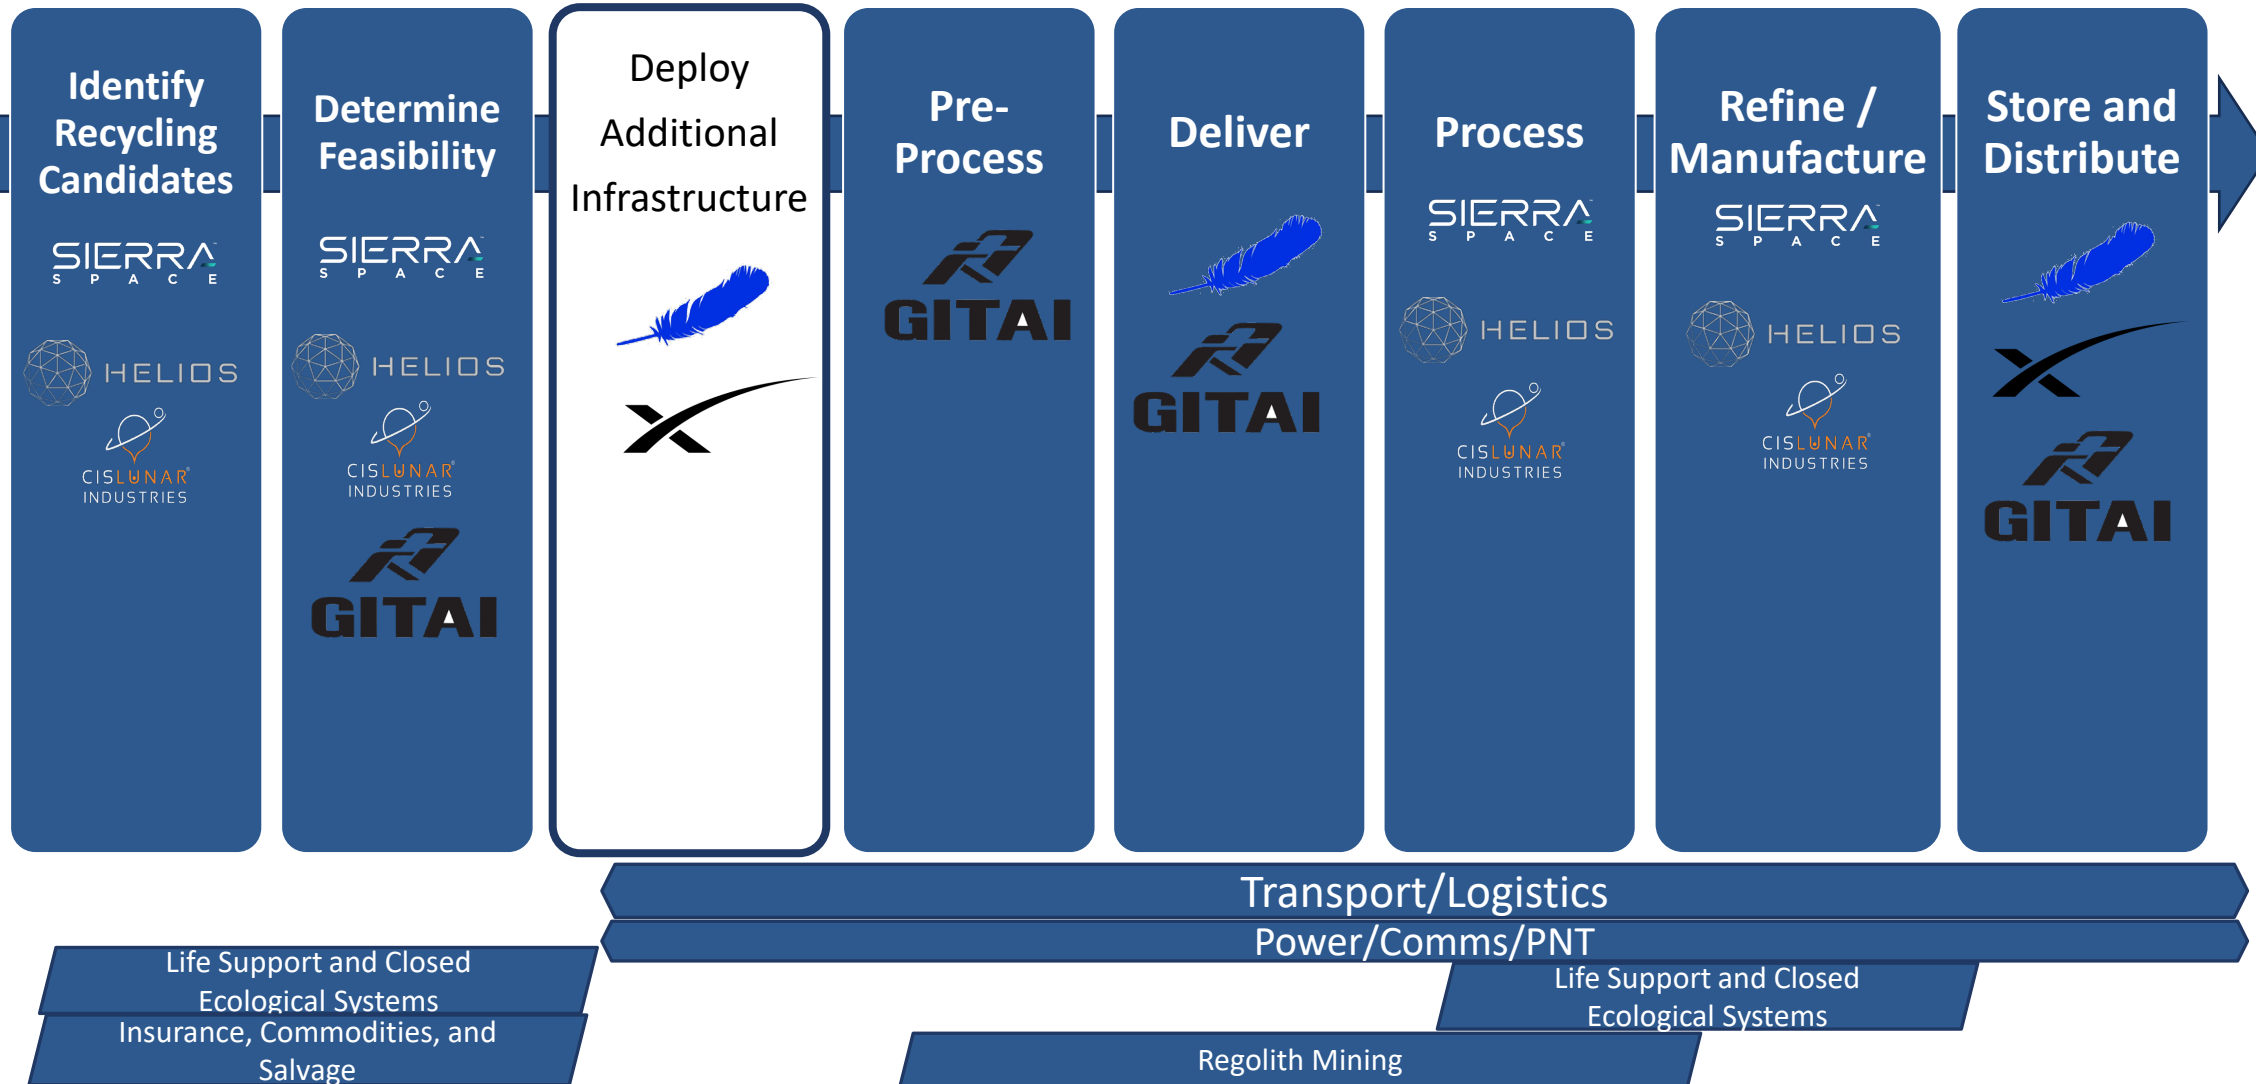 Identify
Recycling
Candidates
SIERRA
SPACE
HELIOS
CISLUNAR®
INDUSTRIES
Determine
Feasibility
SIERRA
SPACE
HELIOS
CISLUNAR®
INDUSTRIES
GITAI
Deploy
Additional
Infrastructure
Pre-
Process
GITAI
Deliver
GITAI
Process
SIERRA
SPACE
HELIOS
CISLUNAR®
INDUSTRIES
Refine /
Manufacture
SIERRA
SPACE
HELIOS
CISLUNAR®
INDUSTRIES
Store and
Distribute
GITAI
Transport/Logistics
Power/Comms/PNT
Life Support and Closed
Ecological Systems
Insurance, Commodities, and
Salvage
Life Support and Closed
Ecological Systems
Regolith Mining